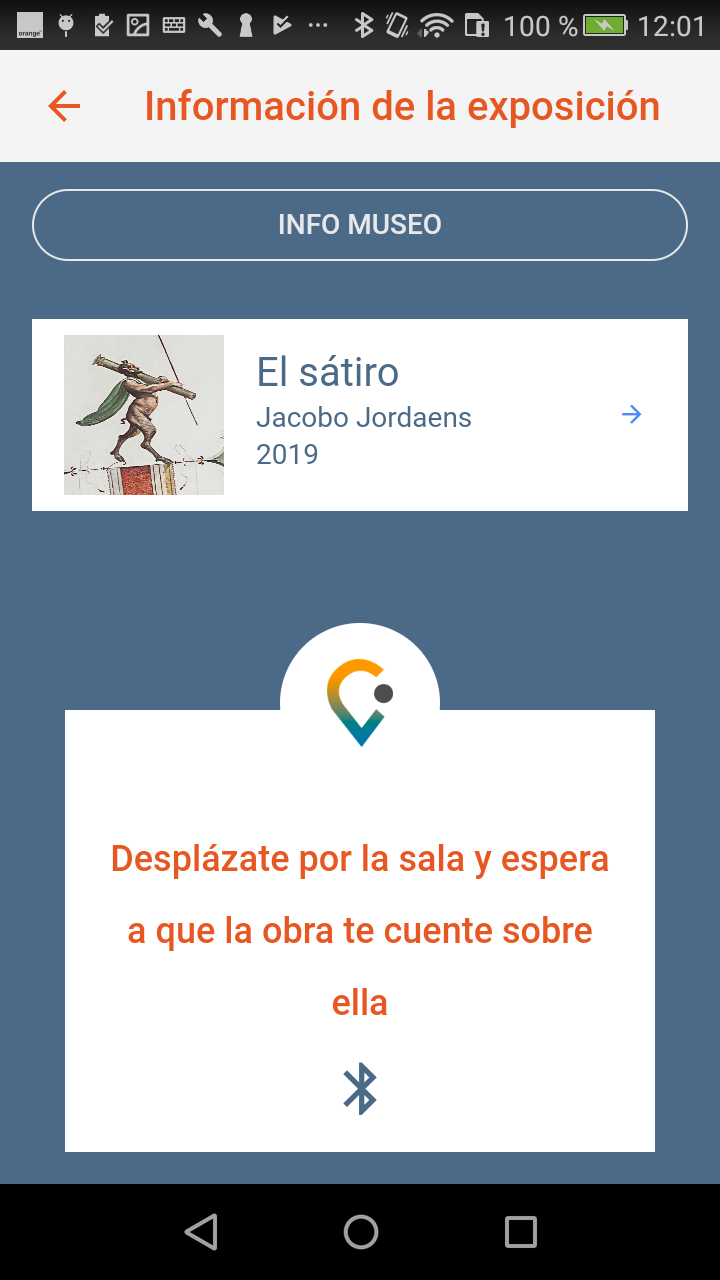 orange
100 %
12:01
Información de la exposición
INFO MUSEO
El sátiro
Jacobo Jordaens
2019
Desplázate por la sala y espera
a que la obra te cuente sobre
ella